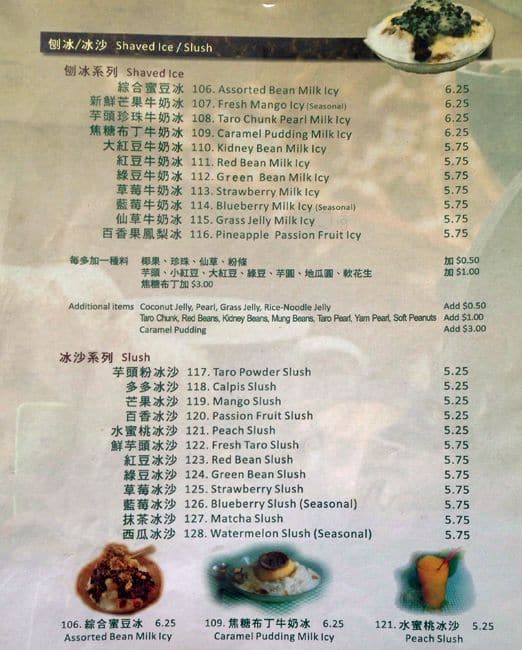 刨冰/冰沙 Shaved Ice / Slush
刨冰系列 Shaved Ice
綜合蜜豆冰 106. Assorted Bean Milk Icy 6.25
新鮮芒果牛奶冰 107. Fresh Mango Icy (Seasonal) 6.25
芋頭珍珠牛奶冰 108. Taro Chunk Pearl Milk Icy 6.25
焦糖布丁牛奶冰 109. Caramel Pudding Milk Icy 6.25
大紅豆牛奶冰 110. Kidney Bean Milk Icy 5.75
紅豆牛奶冰 111. Red Bean Milk Icy 5.75
綠豆牛奶冰 112. Green Bean Milk Icy 5.75
草莓牛奶冰 113. Strawberry Milk Icy 5.75
藍莓牛奶冰 114. Blueberry Milk Icy (Seasonal) 5.75
仙草牛奶冰 115. Grass Jelly Milk Icy 5.75
百香果鳳梨冰 116. Pineapple Passion Fruit Icy 5.75
每多加一種料 椰果、珍珠、仙草、粉條 加 $0.50
芋頭、小紅豆、大紅豆、綠豆、芋圓、地瓜圓、軟花生 加 $1.00
焦糖布丁加 $3.00
Additional items Coconut Jelly, Pearl, Grass Jelly, Rice-Noodle Jelly Add $0.50
Taro Chunk, Red Beans, Kidney Beans, Mung Beans, Taro Pearl, Yam Pearl, Soft Peanuts Add $1.00
Caramel Pudding Add $3.00
冰沙系列 Slush
芋頭粉冰沙 117. Taro Powder Slush 5.25
多多冰沙 118. Calpis Slush 5.25
芒果冰沙 119. Mango Slush 5.25
百香冰沙 120. Passion Fruit Slush 5.25
水蜜桃冰沙 121. Peach Slush 5.25
鮮芋頭冰沙 122. Fresh Taro Slush 5.75
紅豆冰沙 123. Red Bean Slush 5.75
綠豆冰沙 124. Green Bean Slush 5.75
草莓冰沙 125. Strawberry Slush 5.75
藍莓冰沙 126. Blueberry Slush (Seasonal) 5.75
抹茶冰沙 127. Matcha Slush 5.75
西瓜冰沙 128. Watermelon Slush (Seasonal) 5.75
106. 綜合蜜豆冰 6.25
Assorted Bean Milk Icy
109. 焦糖布丁牛奶冰 6.25
Caramel Pudding Milk Icy
121. 水蜜桃冰沙 5.25
Peach Slush